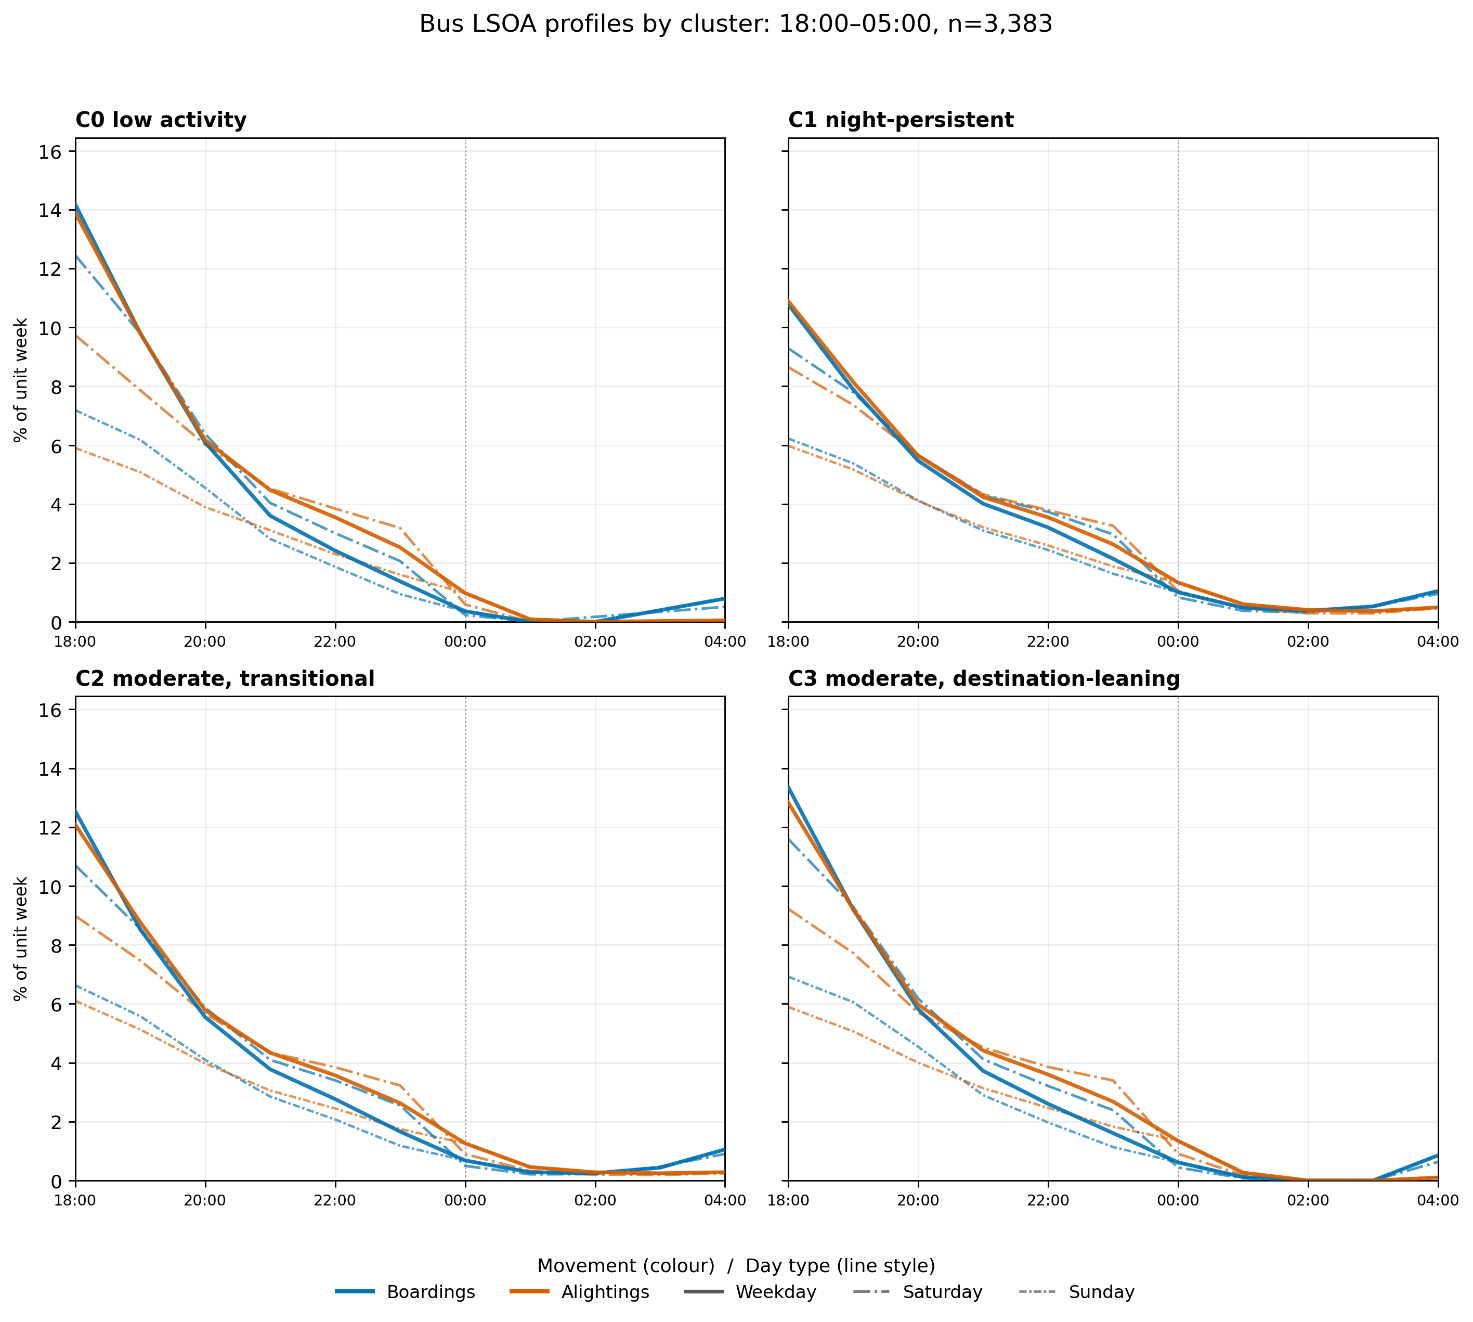 Bus LSOA profiles by cluster: 18:00–05:00, n=3,383
C0 low activity
C1 night-persistent
% of unit week
16
14
12
10
8
6
4
2
0
18:00 20:00 22:00 00:00 02:00 04:00
18:00 20:00 22:00 00:00 02:00 04:00
C2 moderate, transitional
C3 moderate, destination-leaning
% of unit week
16
14
12
10
8
6
4
2
0
18:00 20:00 22:00 00:00 02:00 04:00
18:00 20:00 22:00 00:00 02:00 04:00
Movement (colour) / Day type (line style)
Boardings Alightings Weekday Saturday Sunday